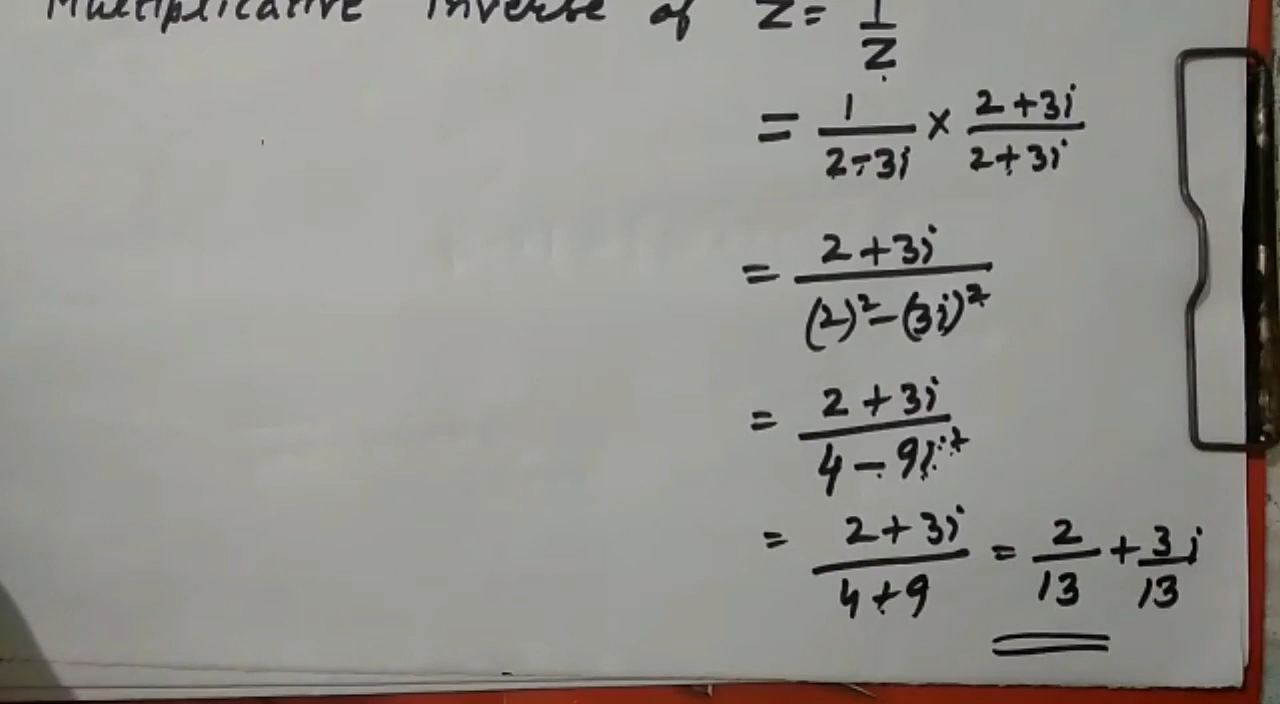 Multiplicative inverse of z = 1/z
= 1/(2-3i) × (2+3i)/(2+3i)
= (2+3i)/((2)²-(3i)²)
= (2+3i)/(4-9i²)
= (2+3i)/(4+9) = 2/13 + 3i/13